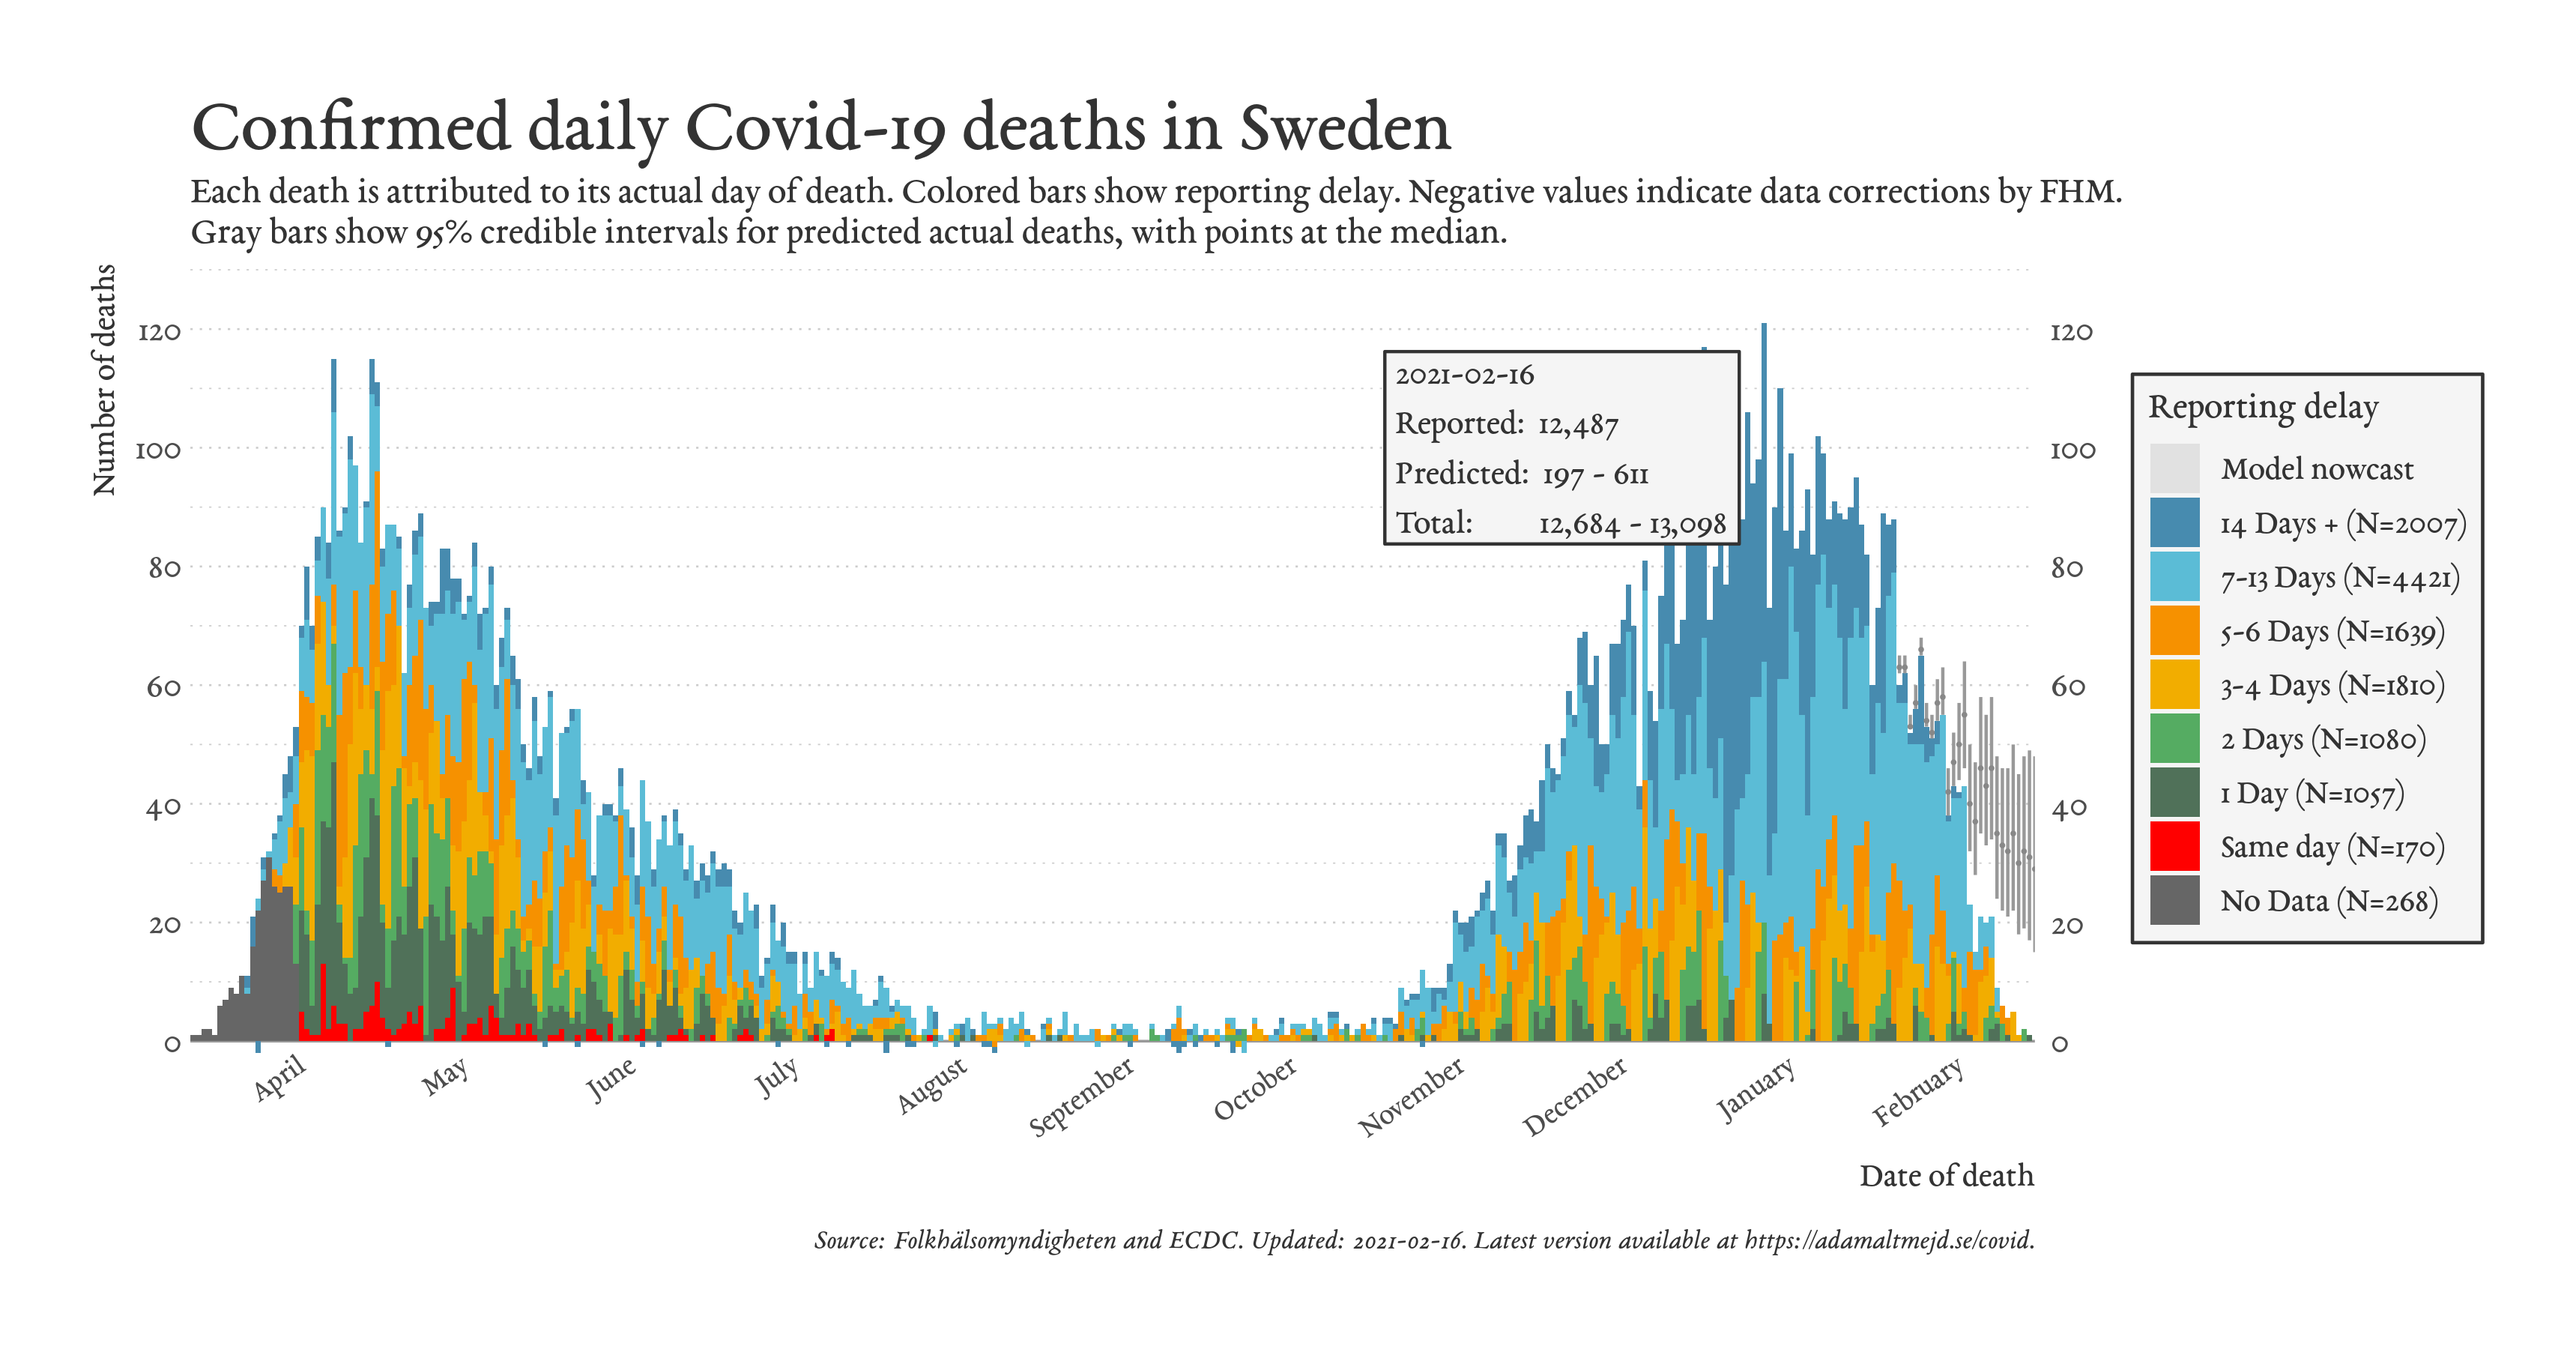 Confirmed daily Covid-19 deaths in Sweden
Each death is attributed to its actual day of death. Colored bars show reporting delay. Negative values indicate data corrections by FHM.
Gray bars show 95% credible intervals for predicted actual deaths, with points at the median.
Number of deaths
120
100
80
60
40
20
0
2021-02-16
Reported: 12,487
Predicted: 197 - 611
Total: 12,684 - 13,098
120
100
80
60
40
20
0
Reporting delay
Model nowcast
14 Days + (N=2007)
7-13 Days (N=4421)
5-6 Days (N=1639)
3-4 Days (N=1810)
2 Days (N=1080)
1 Day (N=1057)
Same day (N=170)
No Data (N=268)
April
May
June
July
August
September
October
November
December
January
February
Date of death
Source: Folkhälsomyndigheten and ECDC. Updated: 2021-02-16. Latest version available at https://adamaltmejd.se/covid.